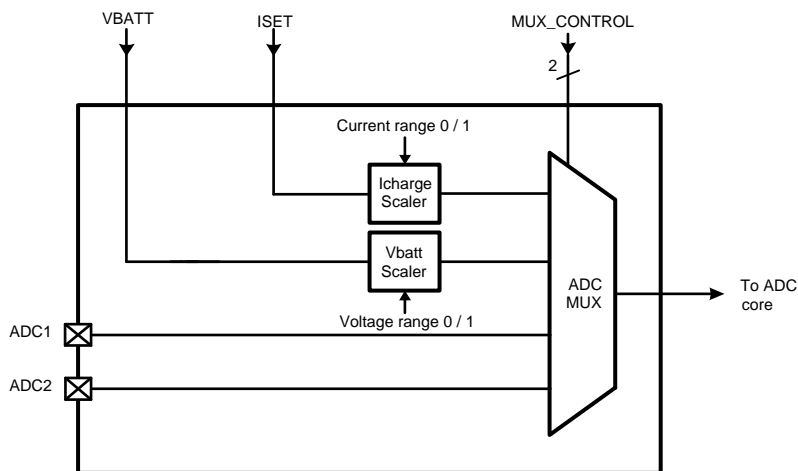 VBATT
ISET
MUX_CONTROL
2
Current range 0 / 1
Icharge
Scaler
Vbatt
Scaler
Voltage range 0 / 1
ADC
MUX
To ADC
core
ADC1
ADC2